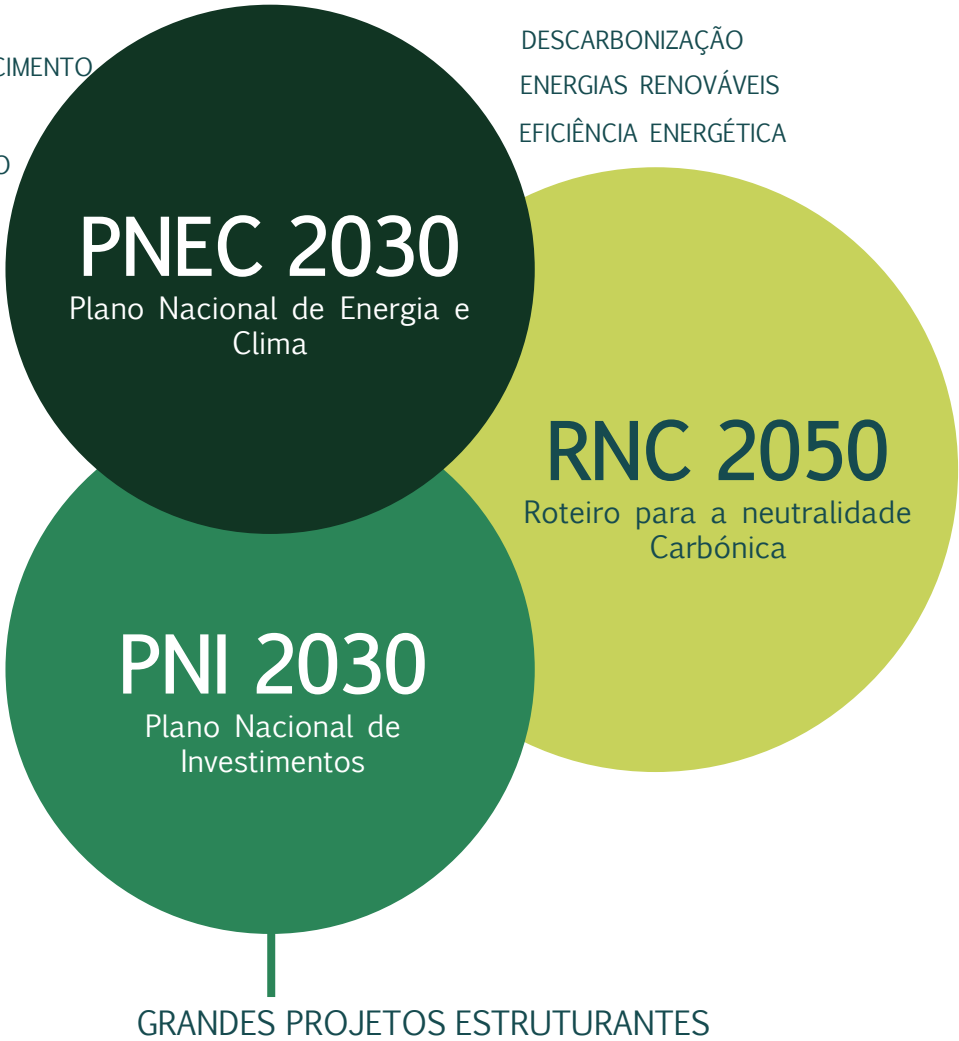 DESCARBONIZAÇÃO
CIMENTO
ENERGIAS RENOVÁVEIS
EFICIÊNCIA ENERGÉTICA
O
PNEC 2030
Plano Nacional de Energia e
Clima
RNC 2050
Roteiro para a neutralidade
Carbónica
PNI 2030
Plano Nacional de
Investimentos
GRANDES PROJETOS ESTRUTURANTES